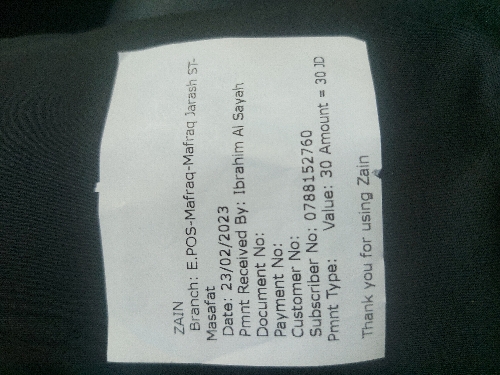 ZAIN
Branch: E.POS-Mafraq-Mafraq Jarash ST-
Masafat
Date: 23/02/2023
Pmnt Received By: Ibrahim Al Sayah
Document No:
Payment No:
Customer No:
Subscriber No: 0788152760
Pmnt Type: Value: 30 Amount = 30 JD
Thank you for using Zain